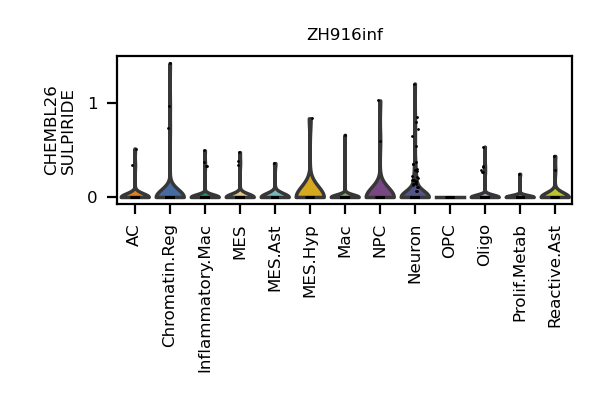 ZH916inf
CHEMBL26
SULPIRIDE
1
0
AC
Chromatin.Reg
Inflammatory.Mac
MES
MES.Ast
MES.Hyp
Mac
NPC
Neuron
OPC
Oligo
Prolif.Metab
Reactive.Ast